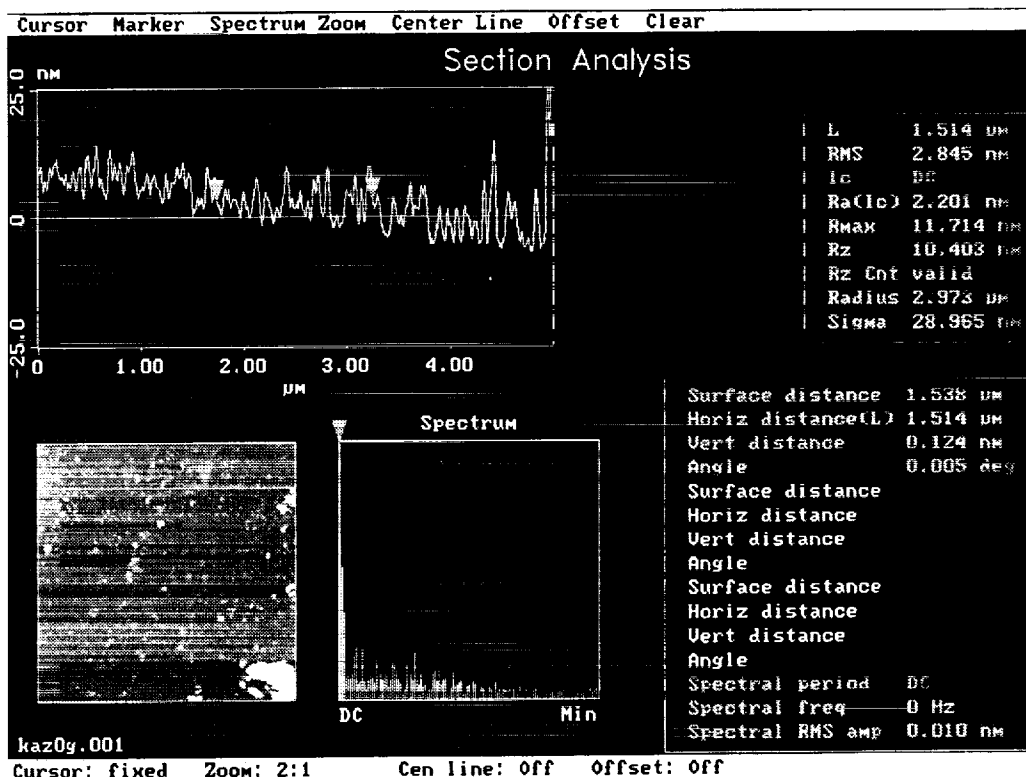 Cursor Marker Spectrum Zoom Center Line Offset Clear
Section Analysis
25.0 nm
0
-25.0
0 1.00 2.00 3.00 4.00
µm
L 1.514 µm
RMS 2.845 nm
lc DC
Ra(lc) 2.201 nm
Rmax 11.714 nm
Rz 10.403 nm
Rz Cnt valid
Radius 2.973 µm
Sigma 28.965 nm
Surface distance 1.538 µm
Horiz distance(L) 1.514 µm
Vert distance 0.124 nm
Angle 0.005 deg
Surface distance
Horiz distance
Vert distance
Angle
Surface distance
Horiz distance
Vert distance
Angle
Spectral period DC
Spectral freq 0 Hz
Spectral RMS amp 0.010 nm
Spectrum
DC Min
kaz0g.001
Cursor: fixed Zoom: 2:1 Cen line: Off Offset: Off